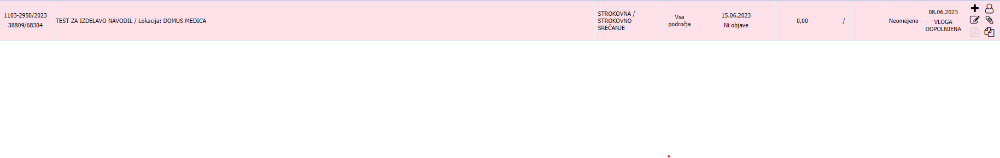 1103-2950/2023
38809/68304
TEST ZA IZDELAVO NAVODIL / Lokacija: DOMUS MEDICA
STROKOVNA /
STROKOVNO
SREČANJE
Vsa
področja
15.06.2023
Ni objave
0,00
/
Neomejeno
08.06.2023
VLOGA
DOPOLNJENA